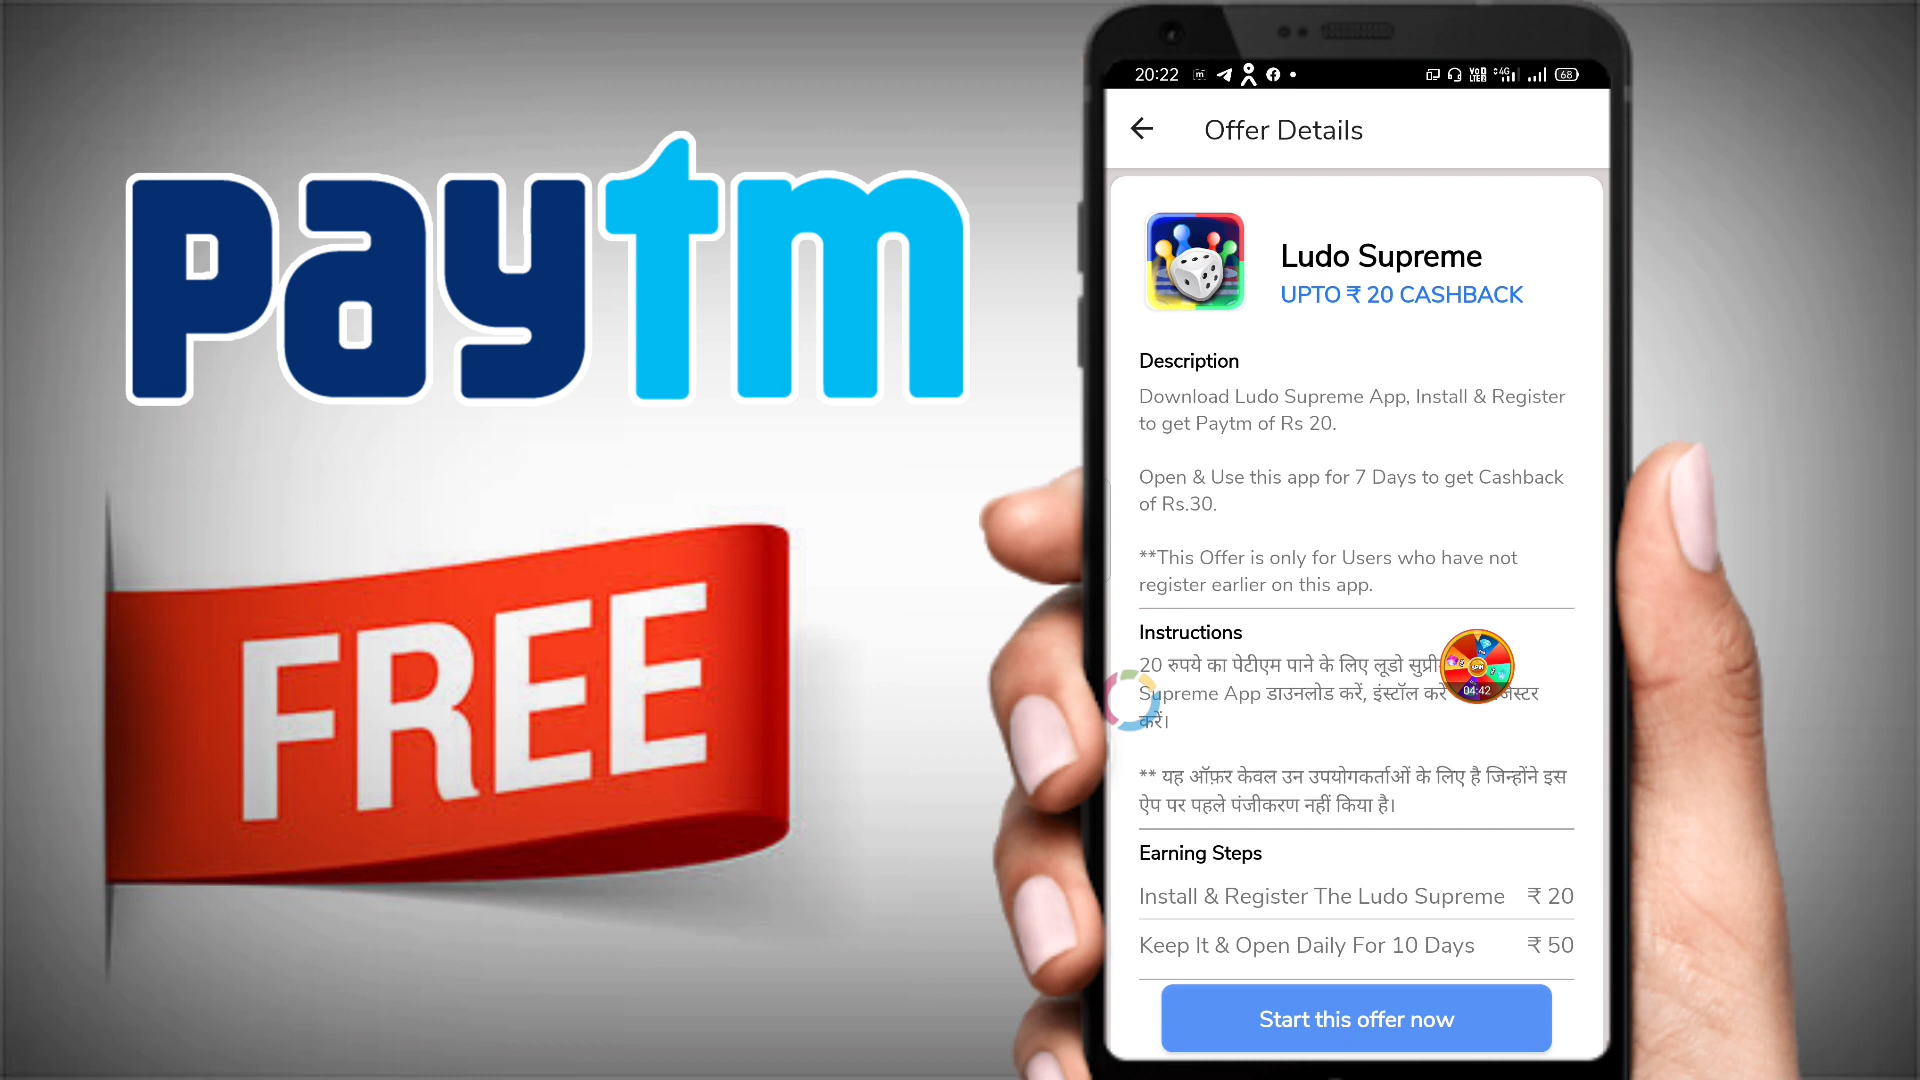 paytm
FREE
20:22
68
Offer Details
Ludo Supreme
UPTO ₹ 20 CASHBACK
Description
Download Ludo Supreme App, Install & Register
to get Paytm of Rs 20.
Open & Use this app for 7 Days to get Cashback
of Rs.30.
**This Offer is only for Users who have not
register earlier on this app.
Instructions
20 रुपये का पेटीएम पाने के लिए लूडो
Supreme App डाउनलोड करें, इंस्टॉल करें
करें।
SPIN
04:42
** यह ऑफ़र केवल उन उपयोगकर्ताओं के लिए है जिन्होंने इस
ऐप पर पहले पंजीकरण नहीं किया है।
Earning Steps
Install & Register The Ludo Supreme ₹ 20
Keep It & Open Daily For 10 Days ₹ 50
Start this offer now